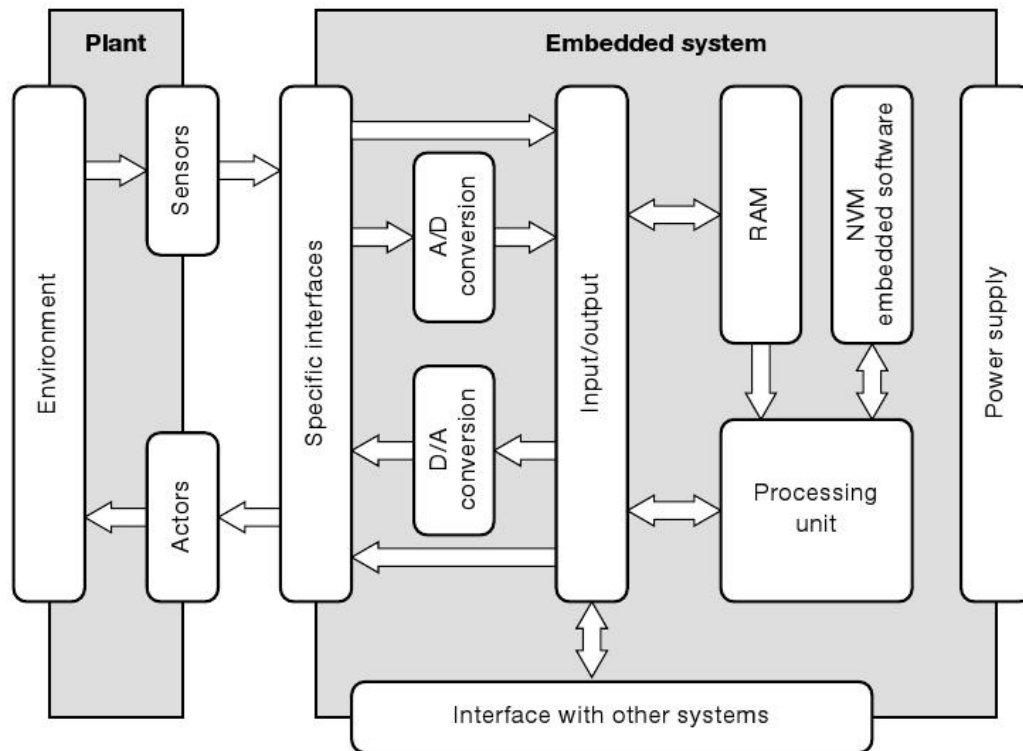 Plant
Embedded system
Environment
Sensors
Actors
Specific interfaces
A/D
conversion
D/A
conversion
Input/output
RAM
NVM
embedded software
Processing
unit
Power supply
Interface with other systems